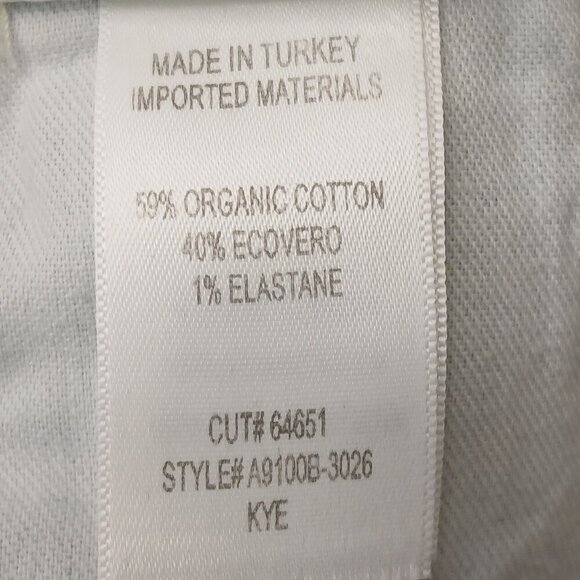 MADE IN TURKEY
IMPORTED MATERIALS
59% ORGANIC COTTON
40% ECOVERO
1% ELASTANE
CUT# 64651
STYLE# A9100B-3026
KYE